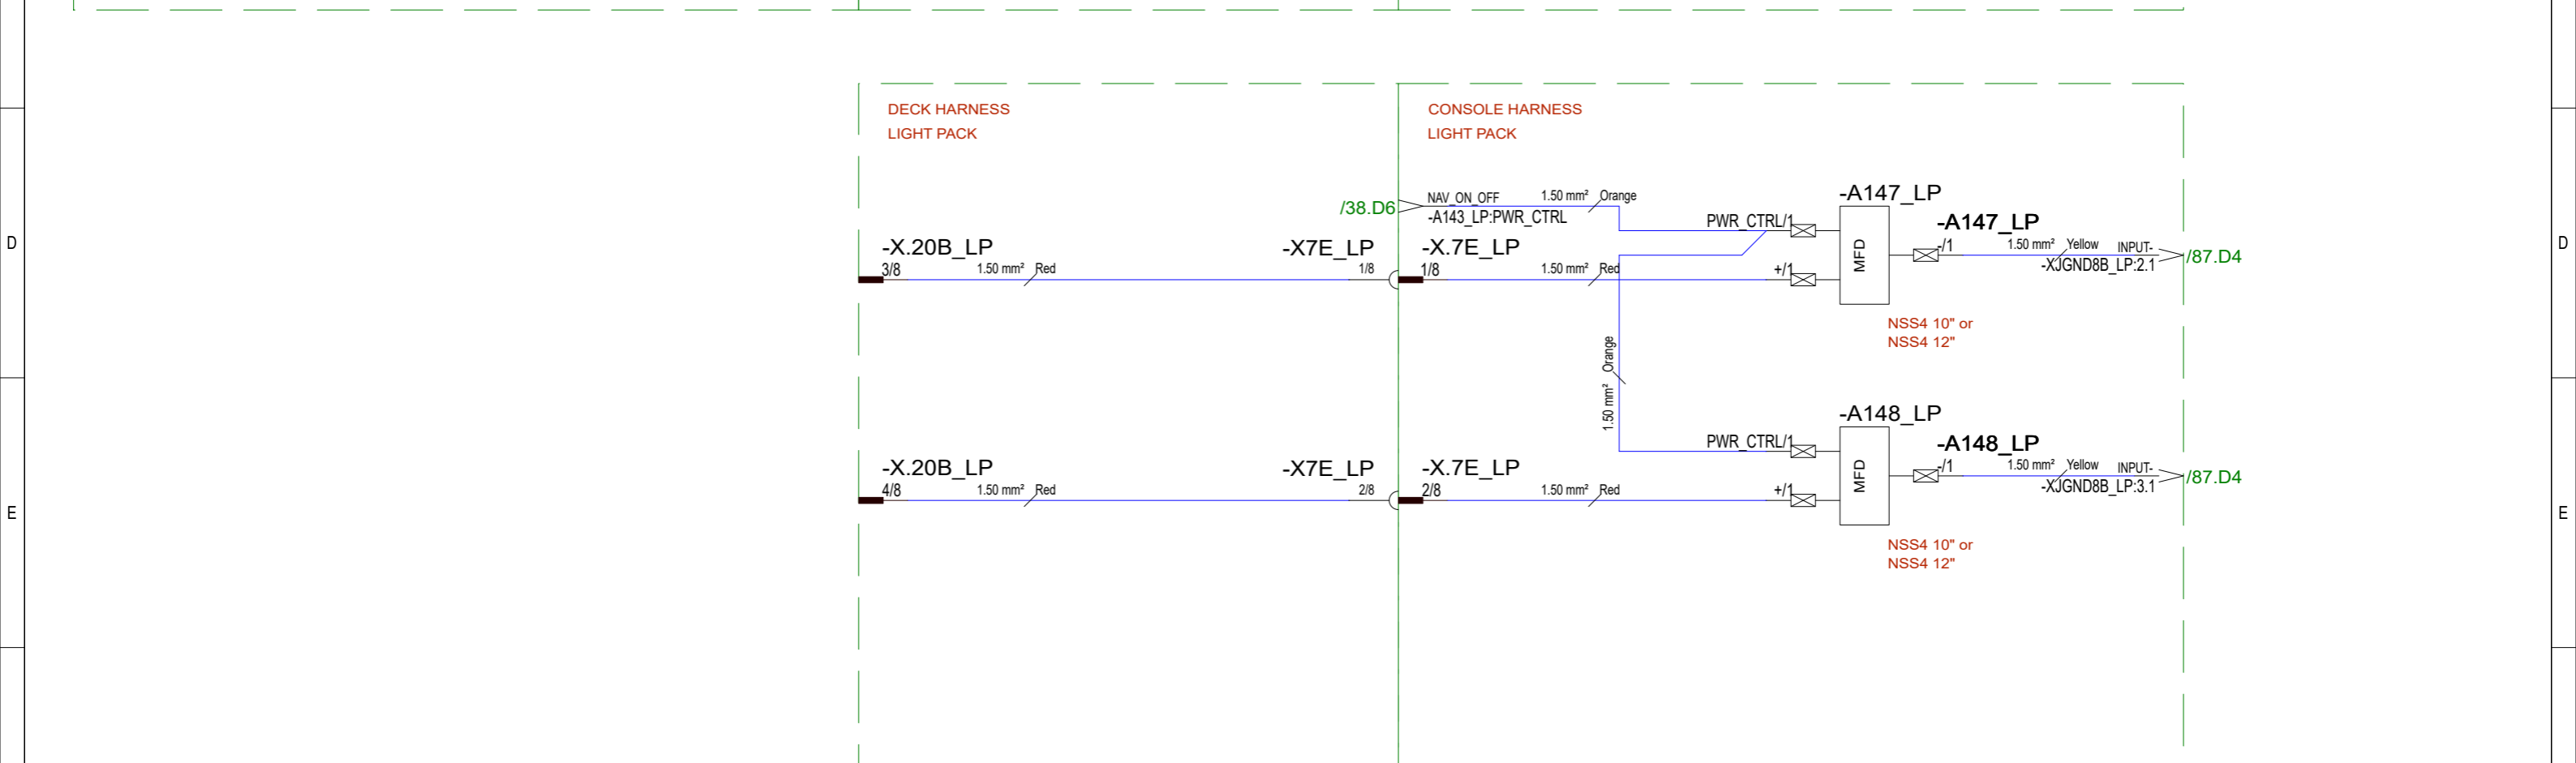 DECK HARNESS
LIGHT PACK
CONSOLE HARNESS
LIGHT PACK
/38.D6
NAV_ON_OFF
1.50 mm² Orange
-A143_LP:PWR_CTRL
PWR_CTRL/1
-A147_LP
MFD
-A147_LP
-/1
1.50 mm² Yellow
INPUT-
-XJGND8B_LP:2.1
/87.D4
D
D
-X.20B_LP
3/8
1.50 mm² Red
-X7E_LP
1/8
-X.7E_LP
1/8
1.50 mm² Red
+/1
NSS4 10" or
NSS4 12"
1.50 mm² Orange
PWR_CTRL/1
-A148_LP
MFD
-A148_LP
-/1
1.50 mm² Yellow
INPUT-
-XJGND8B_LP:3.1
/87.D4
-X.20B_LP
4/8
1.50 mm² Red
-X7E_LP
2/8
-X.7E_LP
2/8
1.50 mm² Red
+/1
E
E
NSS4 10" or
NSS4 12"